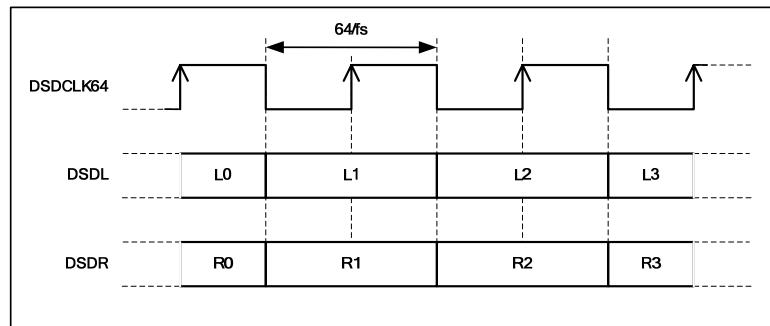 64/fs
DSDCLK64
DSDL L0 L1 L2 L3
DSDR R0 R1 R2 R3